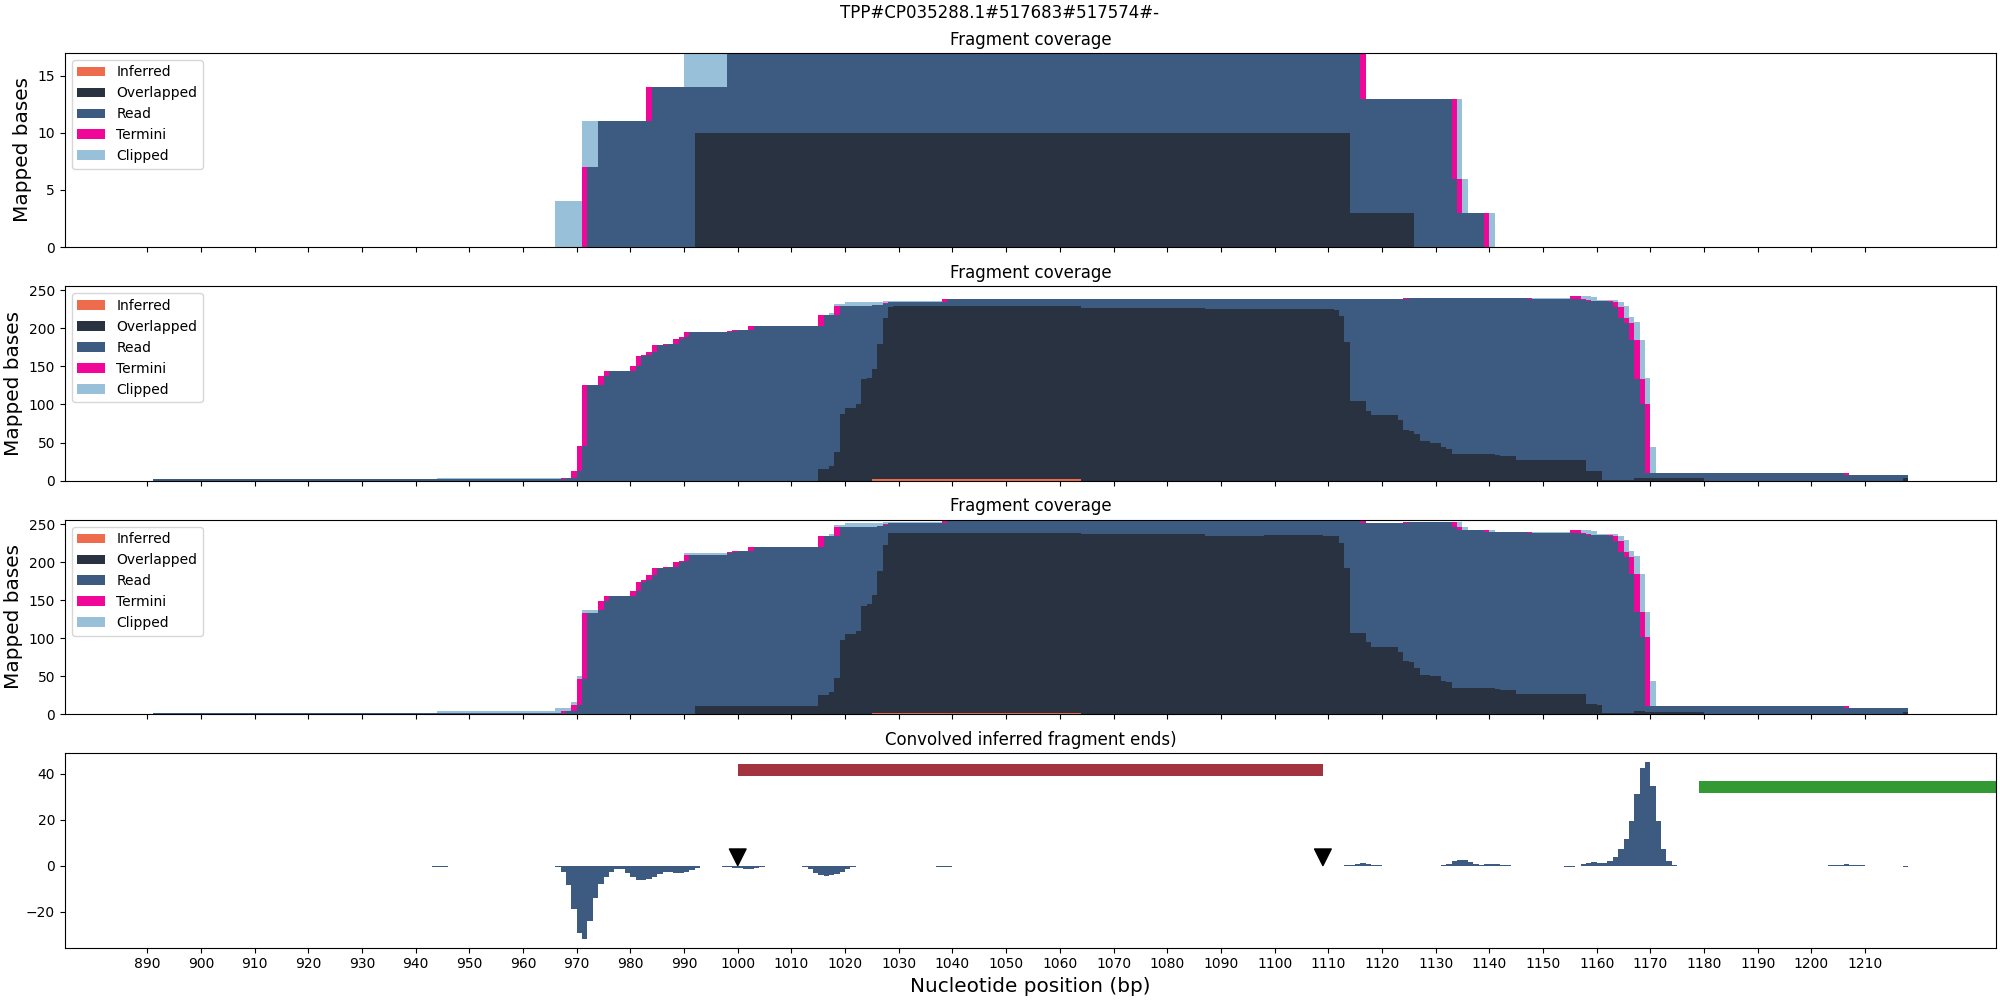 TPP#CP035288.1#517683#517574#-
Fragment coverage
Mapped bases
15
10
5
0
Inferred
Overlapped
Read
Termini
Clipped
Fragment coverage
Mapped bases
250
200
150
100
50
0
Inferred
Overlapped
Read
Termini
Clipped
Fragment coverage
Mapped bases
250
200
150
100
50
0
Inferred
Overlapped
Read
Termini
Clipped
Convolved inferred fragment ends)
40
20
0
−20
890 900 910 920 930 940 950 960 970 980 990 1000 1010 1020 1030 1040 1050 1060 1070 1080 1090 1100 1110 1120 1130 1140 1150 1160 1170 1180 1190 1200 1210
Nucleotide position (bp)